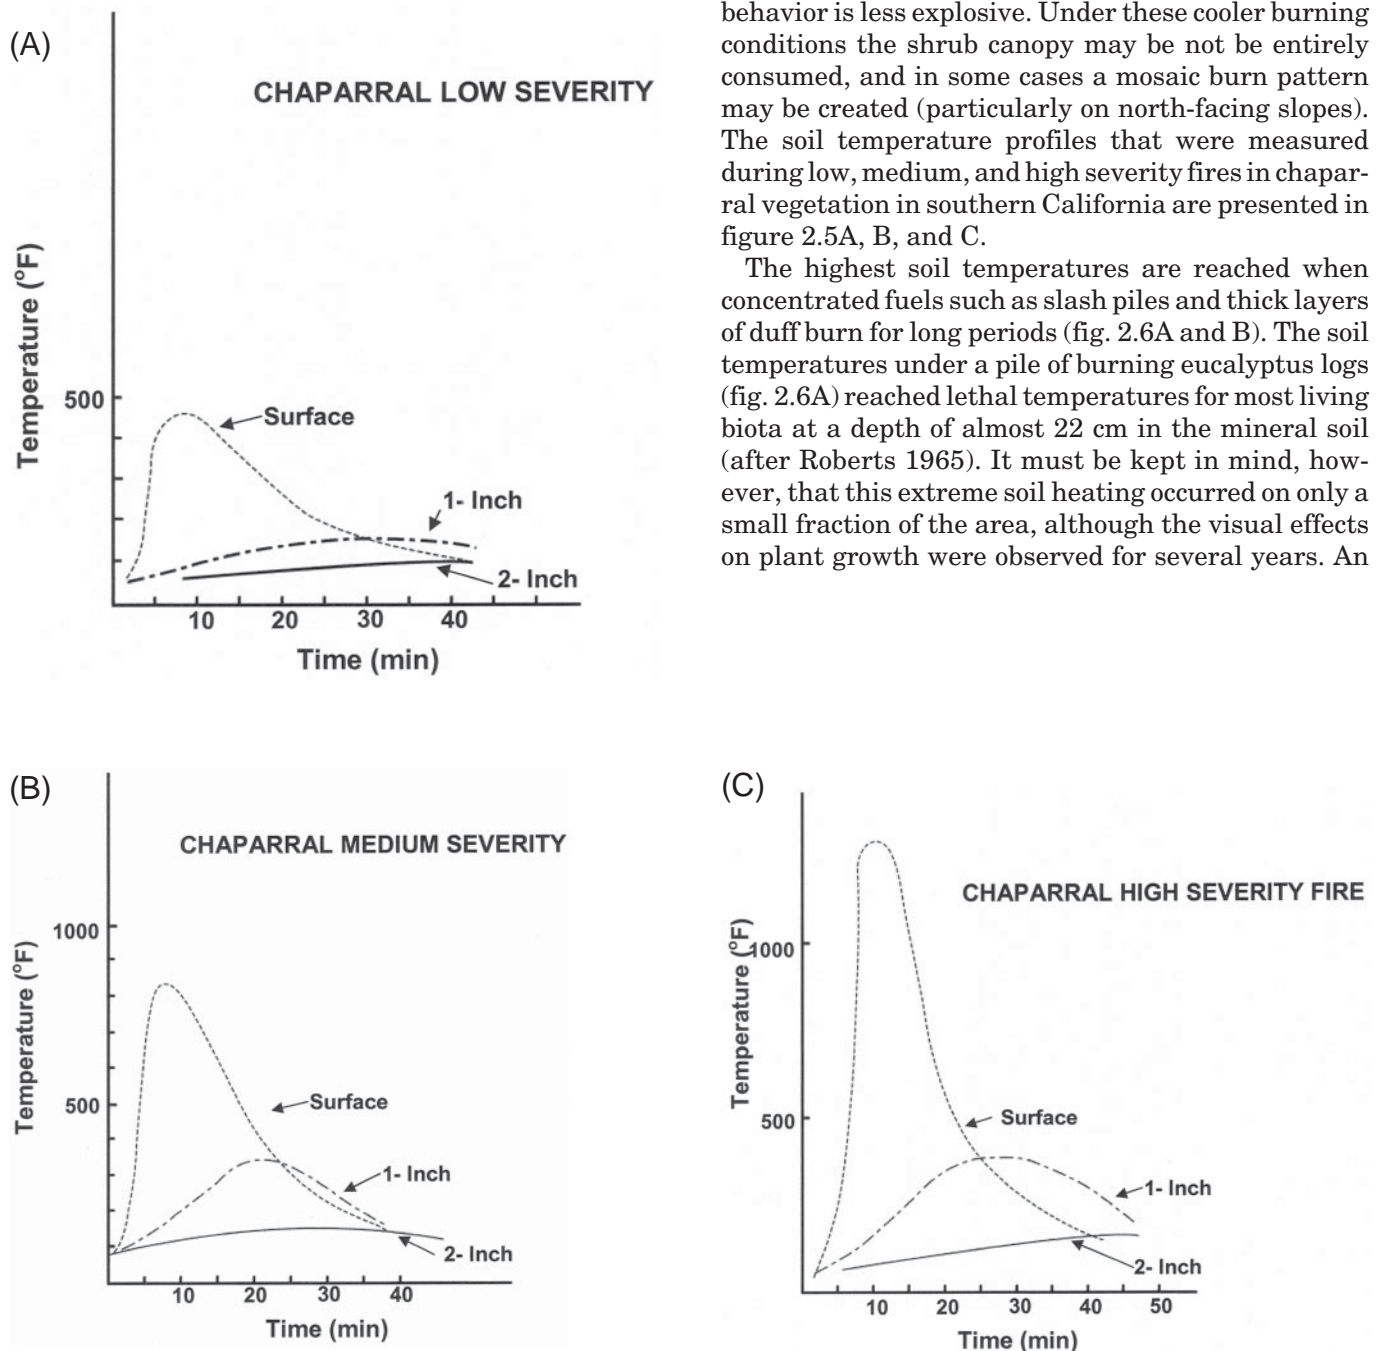 (A)
CHAPARRAL LOW SEVERITY
Temperature (°F)
500
Surface
1- Inch
2- Inch
10 20 30 40
Time (min)
behavior is less explosive. Under these cooler burning
conditions the shrub canopy may be not be entirely
consumed, and in some cases a mosaic burn pattern
may be created (particularly on north-facing slopes).
The soil temperature profiles that were measured
during low, medium, and high severity fires in chapar-
ral vegetation in southern California are presented in
figure 2.5A, B, and C.
The highest soil temperatures are reached when
concentrated fuels such as slash piles and thick layers
of duff burn for long periods (fig. 2.6A and B). The soil
temperatures under a pile of burning eucalyptus logs
(fig. 2.6A) reached lethal temperatures for most living
biota at a depth of almost 22 cm in the mineral soil
(after Roberts 1965). It must be kept in mind, how-
ever, that this extreme soil heating occurred on only a
small fraction of the area, although the visual effects
on plant growth were observed for several years. An
(B)
CHAPARRAL MEDIUM SEVERITY
Temperature (°F)
1000
500
Surface
1- Inch
2- Inch
10 20 30 40
Time (min)
(C)
CHAPARRAL HIGH SEVERITY FIRE
Temperature (°F)
1000
500
Surface
1- Inch
2- Inch
10 20 30 40 50
Time (min)